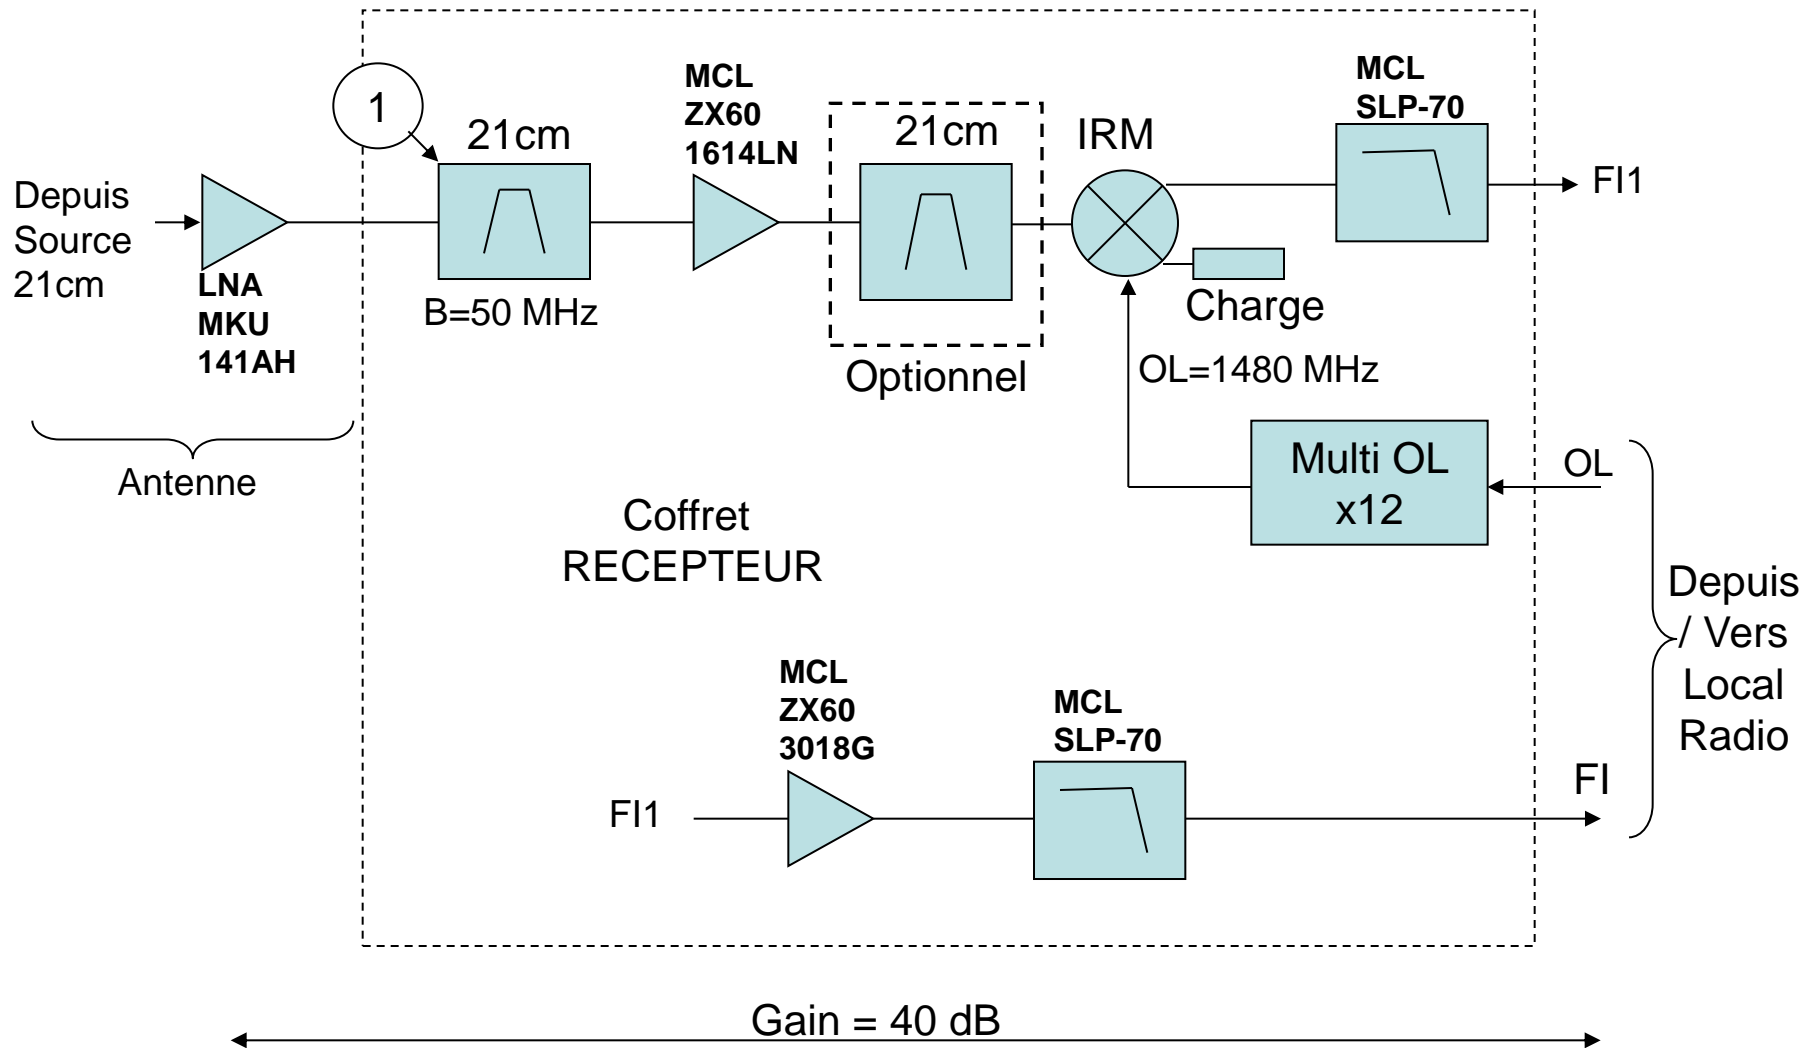 MCL
ZX60
1614LN
MCL
SLP-70
1
21cm
21cm
IRM
FI1
Depuis
Source
21cm
LNA
MKU
141AH
B=50 MHz
Charge
Optionnel
OL=1480 MHz
Antenne
Multi OL
x12
OL
Coffret
RECEPTEUR
Depuis
/ Vers
Local
Radio
MCL
ZX60
3018G
MCL
SLP-70
FI1
FI
Gain = 40 dB